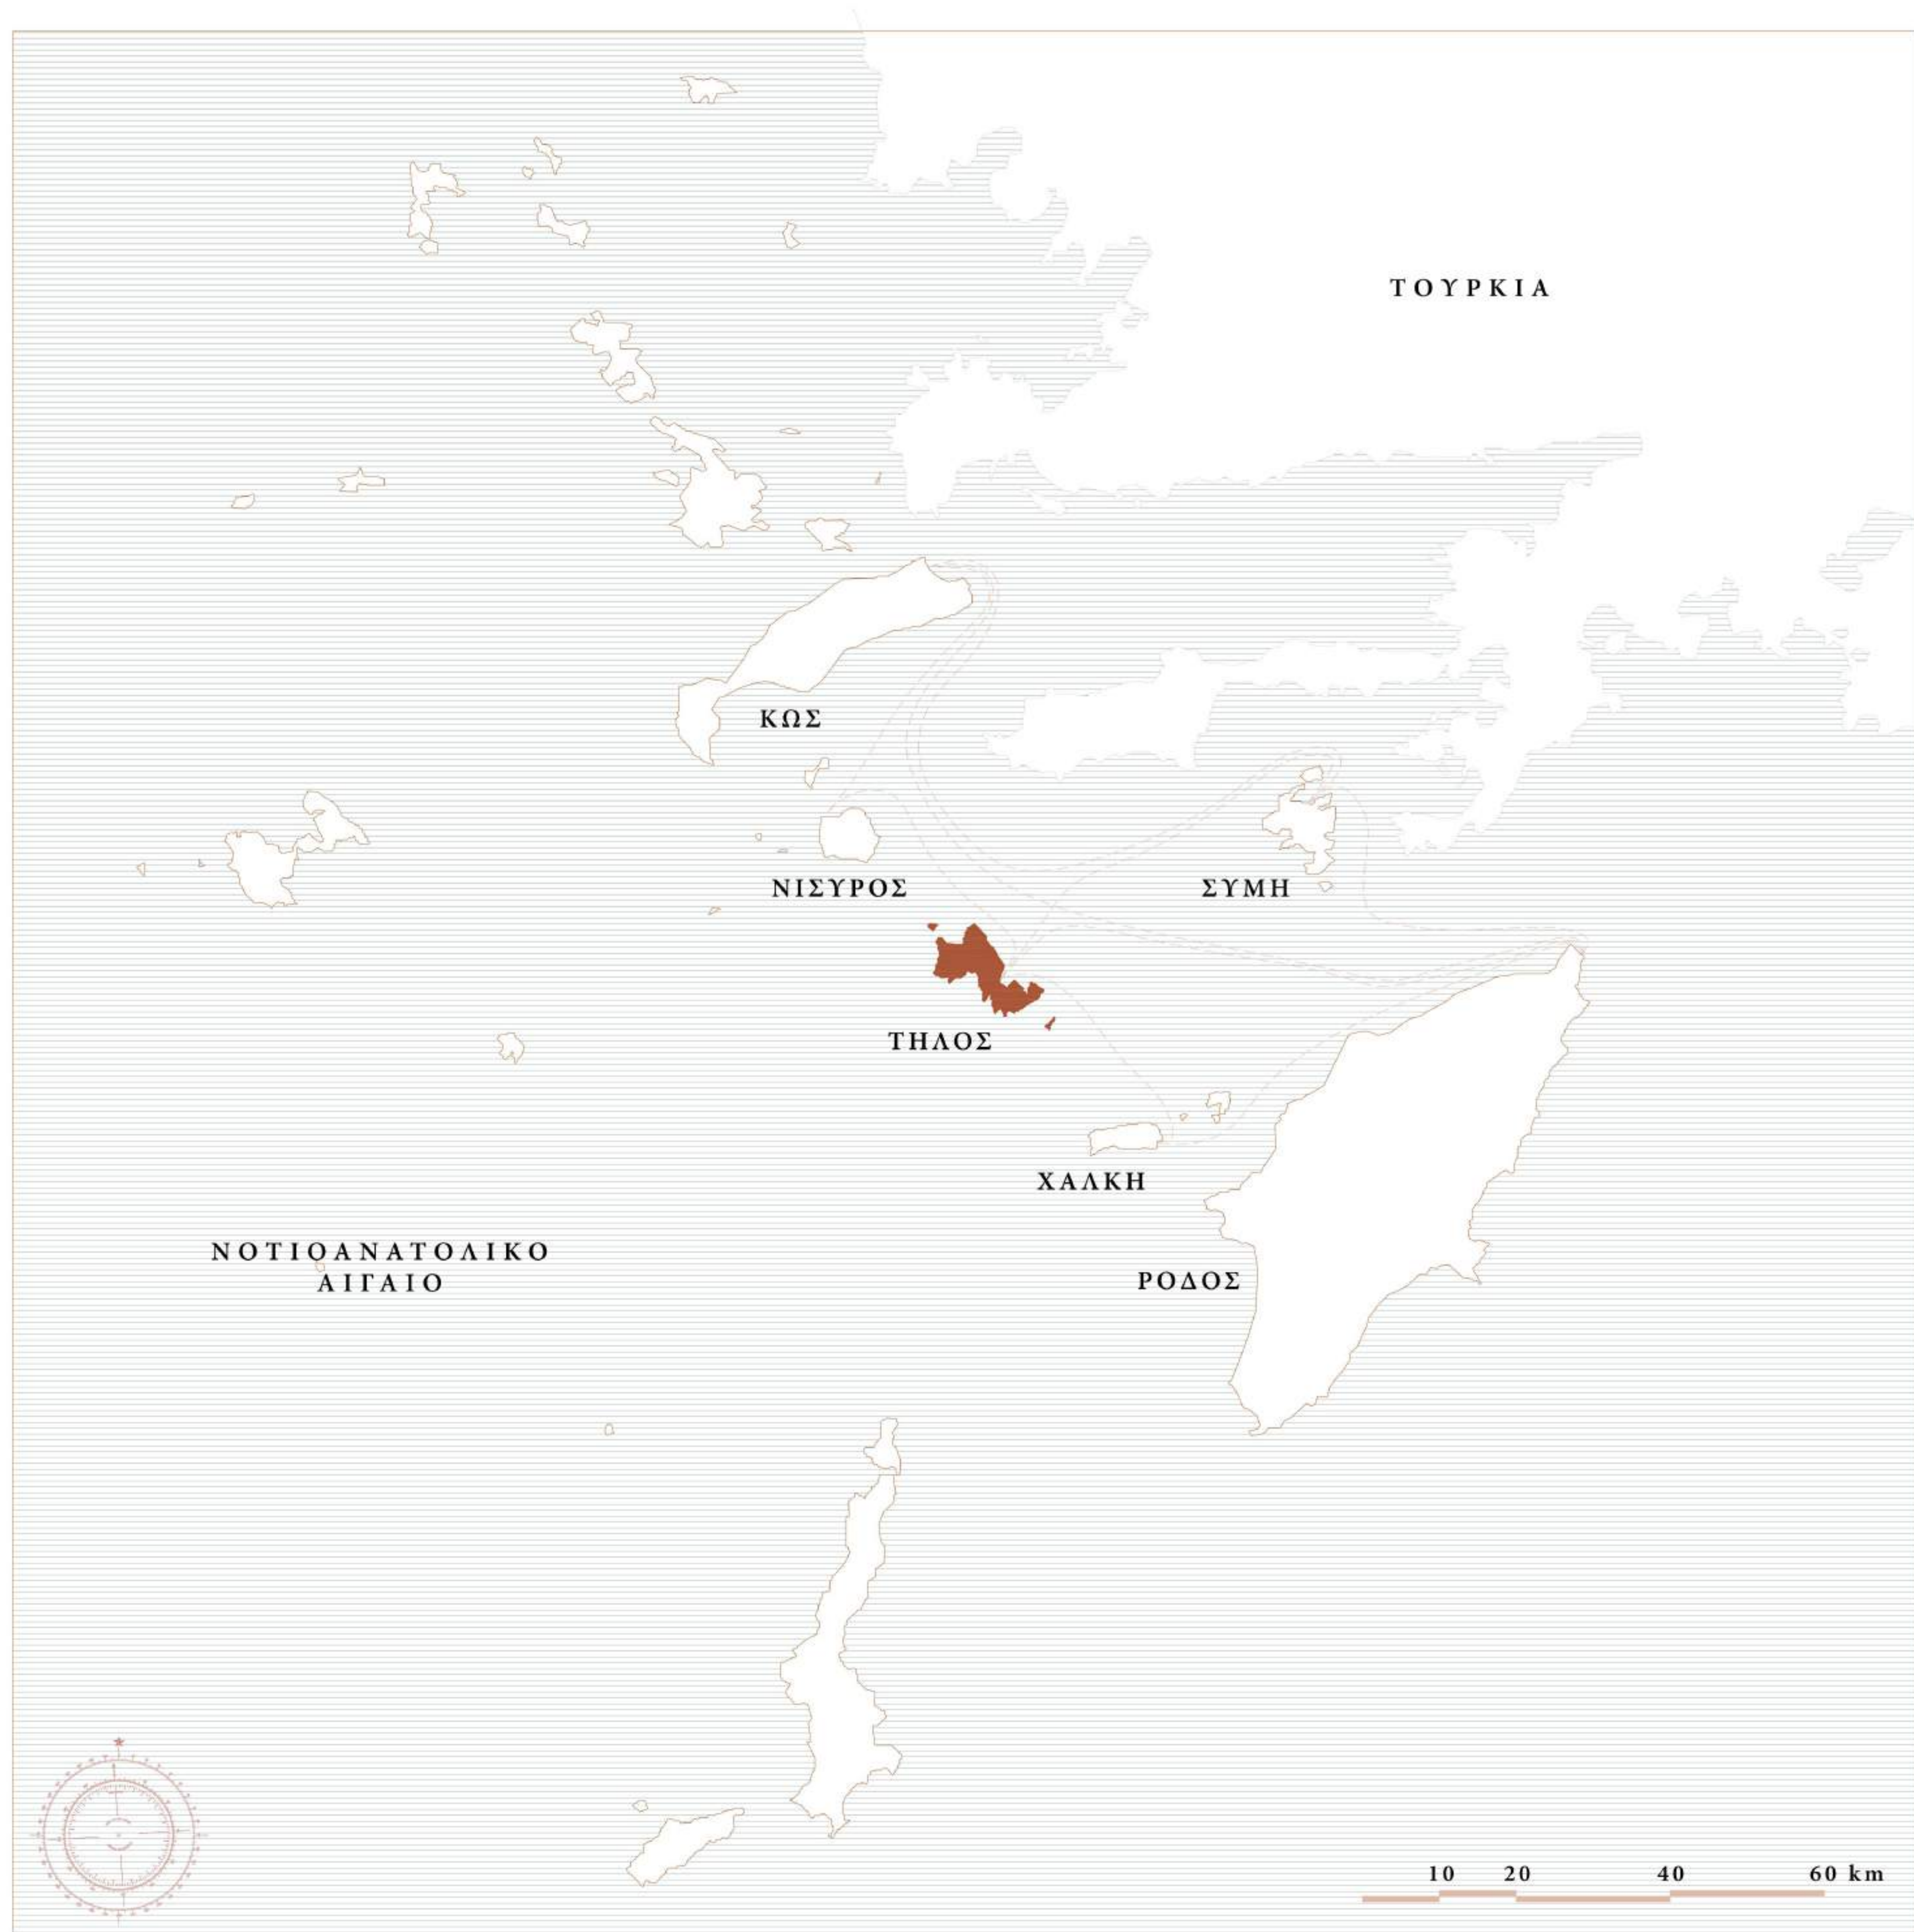 ΤΟΥΡΚΙΑ
ΚΩΣ
ΝΙΣΥΡΟΣ
ΣΥΜΗ
ΤΗΛΟΣ
ΧΑΛΚΗ
ΝΟΤΙΟΑΝΑΤΟΛΙΚΟ
ΑΙΓΑΙΟ
ΡΟΔΟΣ
10 20 40 60 km